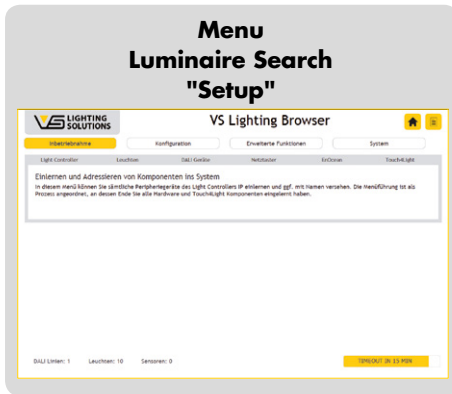 Menu
Luminaire Search
"Setup"
VS LIGHTING SOLUTIONS
VS Lighting Browser
Inbetriebnahme Konfiguration Erweiterte Funktionen System
Light Controller Leuchten DALI Geräte Netztaster EnOcean Touch4Light
Einlernen und Adressieren von Komponenten ins System
In diesem Menü können Sie sämtliche Peripheriegeräte des Light Controllers IP einlernen und ggf. mit Namen versehen. Die Menüführung ist als
Prozess angeordnet, an dessen Ende Sie alle Hardware und Touch4Light Komponenten eingelernt haben.
DALI Linien: 1 Leuchten: 10 Sensoren: 0 TIMEOUT IN 15 MIN